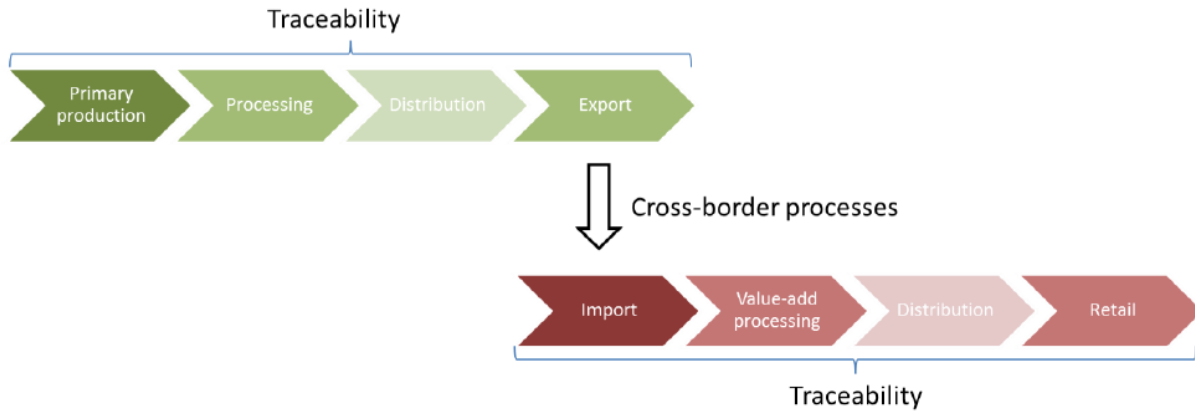 Traceability
Primary
production
Processing
Distribution
Export
Cross-border processes
Import
Value-add
processing
Distribution
Retail
Traceability